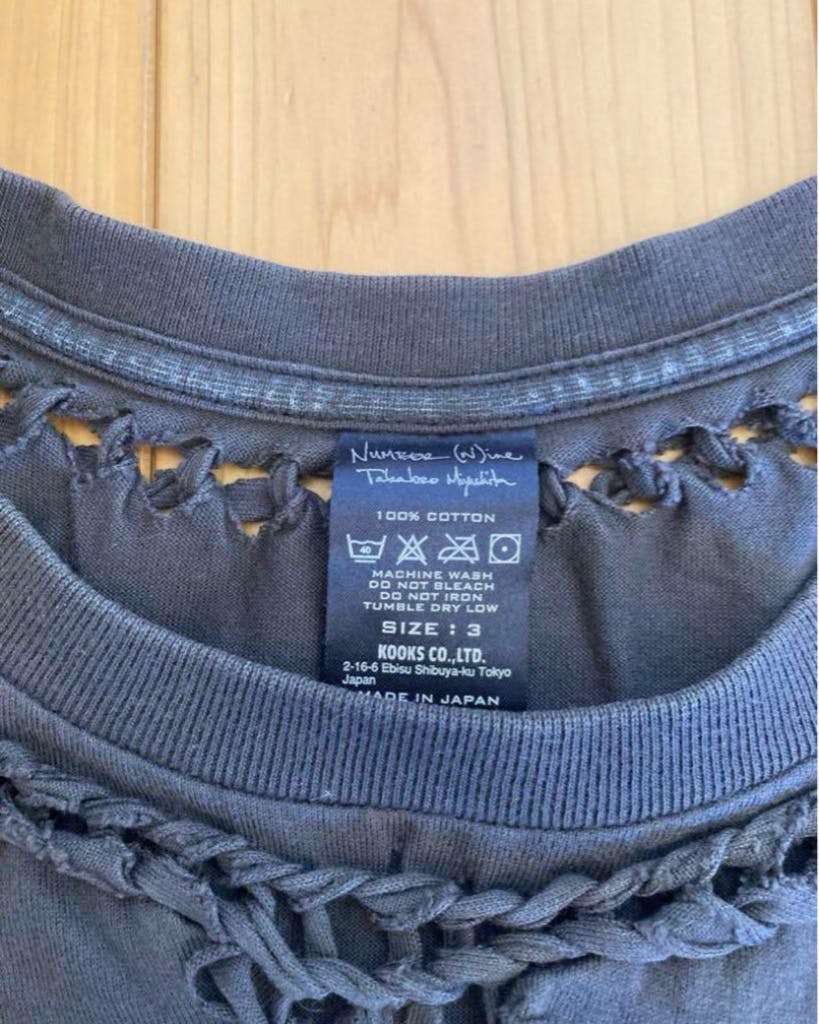 NUMBER (N)ine
Takahiro Miyashita
100% COTTON
40
MACHINE WASH
DO NOT BLEACH
DO NOT IRON
TUMBLE DRY LOW
SIZE : 3
KOOKS CO.,LTD.
2-16-6 Ebisu Shibuya-ku Tokyo
Japan
MADE IN JAPAN